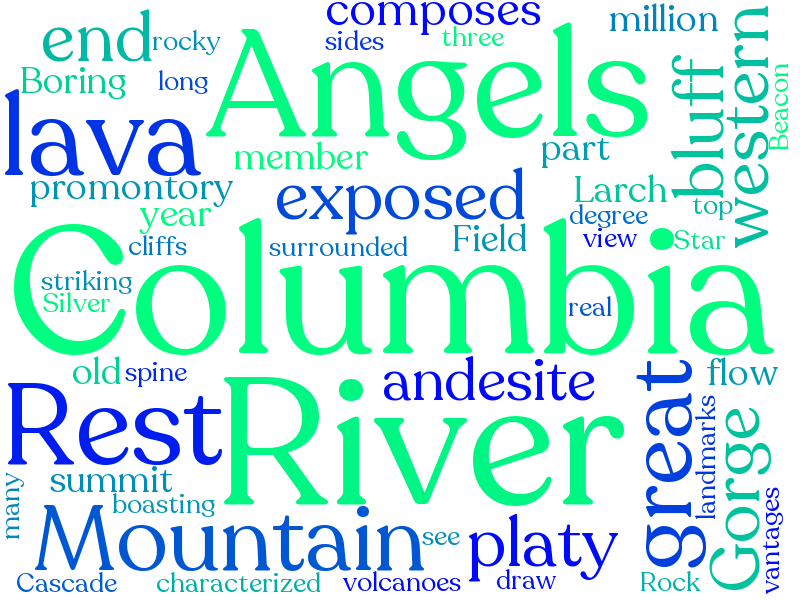 composes
million
end
rocky
sides
three
Angels
Boring
long
bluff
western
Beacon
lava
member
part
promontory
exposed
Larch
year
degree
top
cliffs
surrounded
Field
view
Star
Columbia
striking
Silver
real
old
spine
andesite
great
flow
Rest
River
landmarks
Gorge
summit
many
boasting
Mountain
see
platy
vantages
Cascade
characterized
volcanoes
draw
Rock